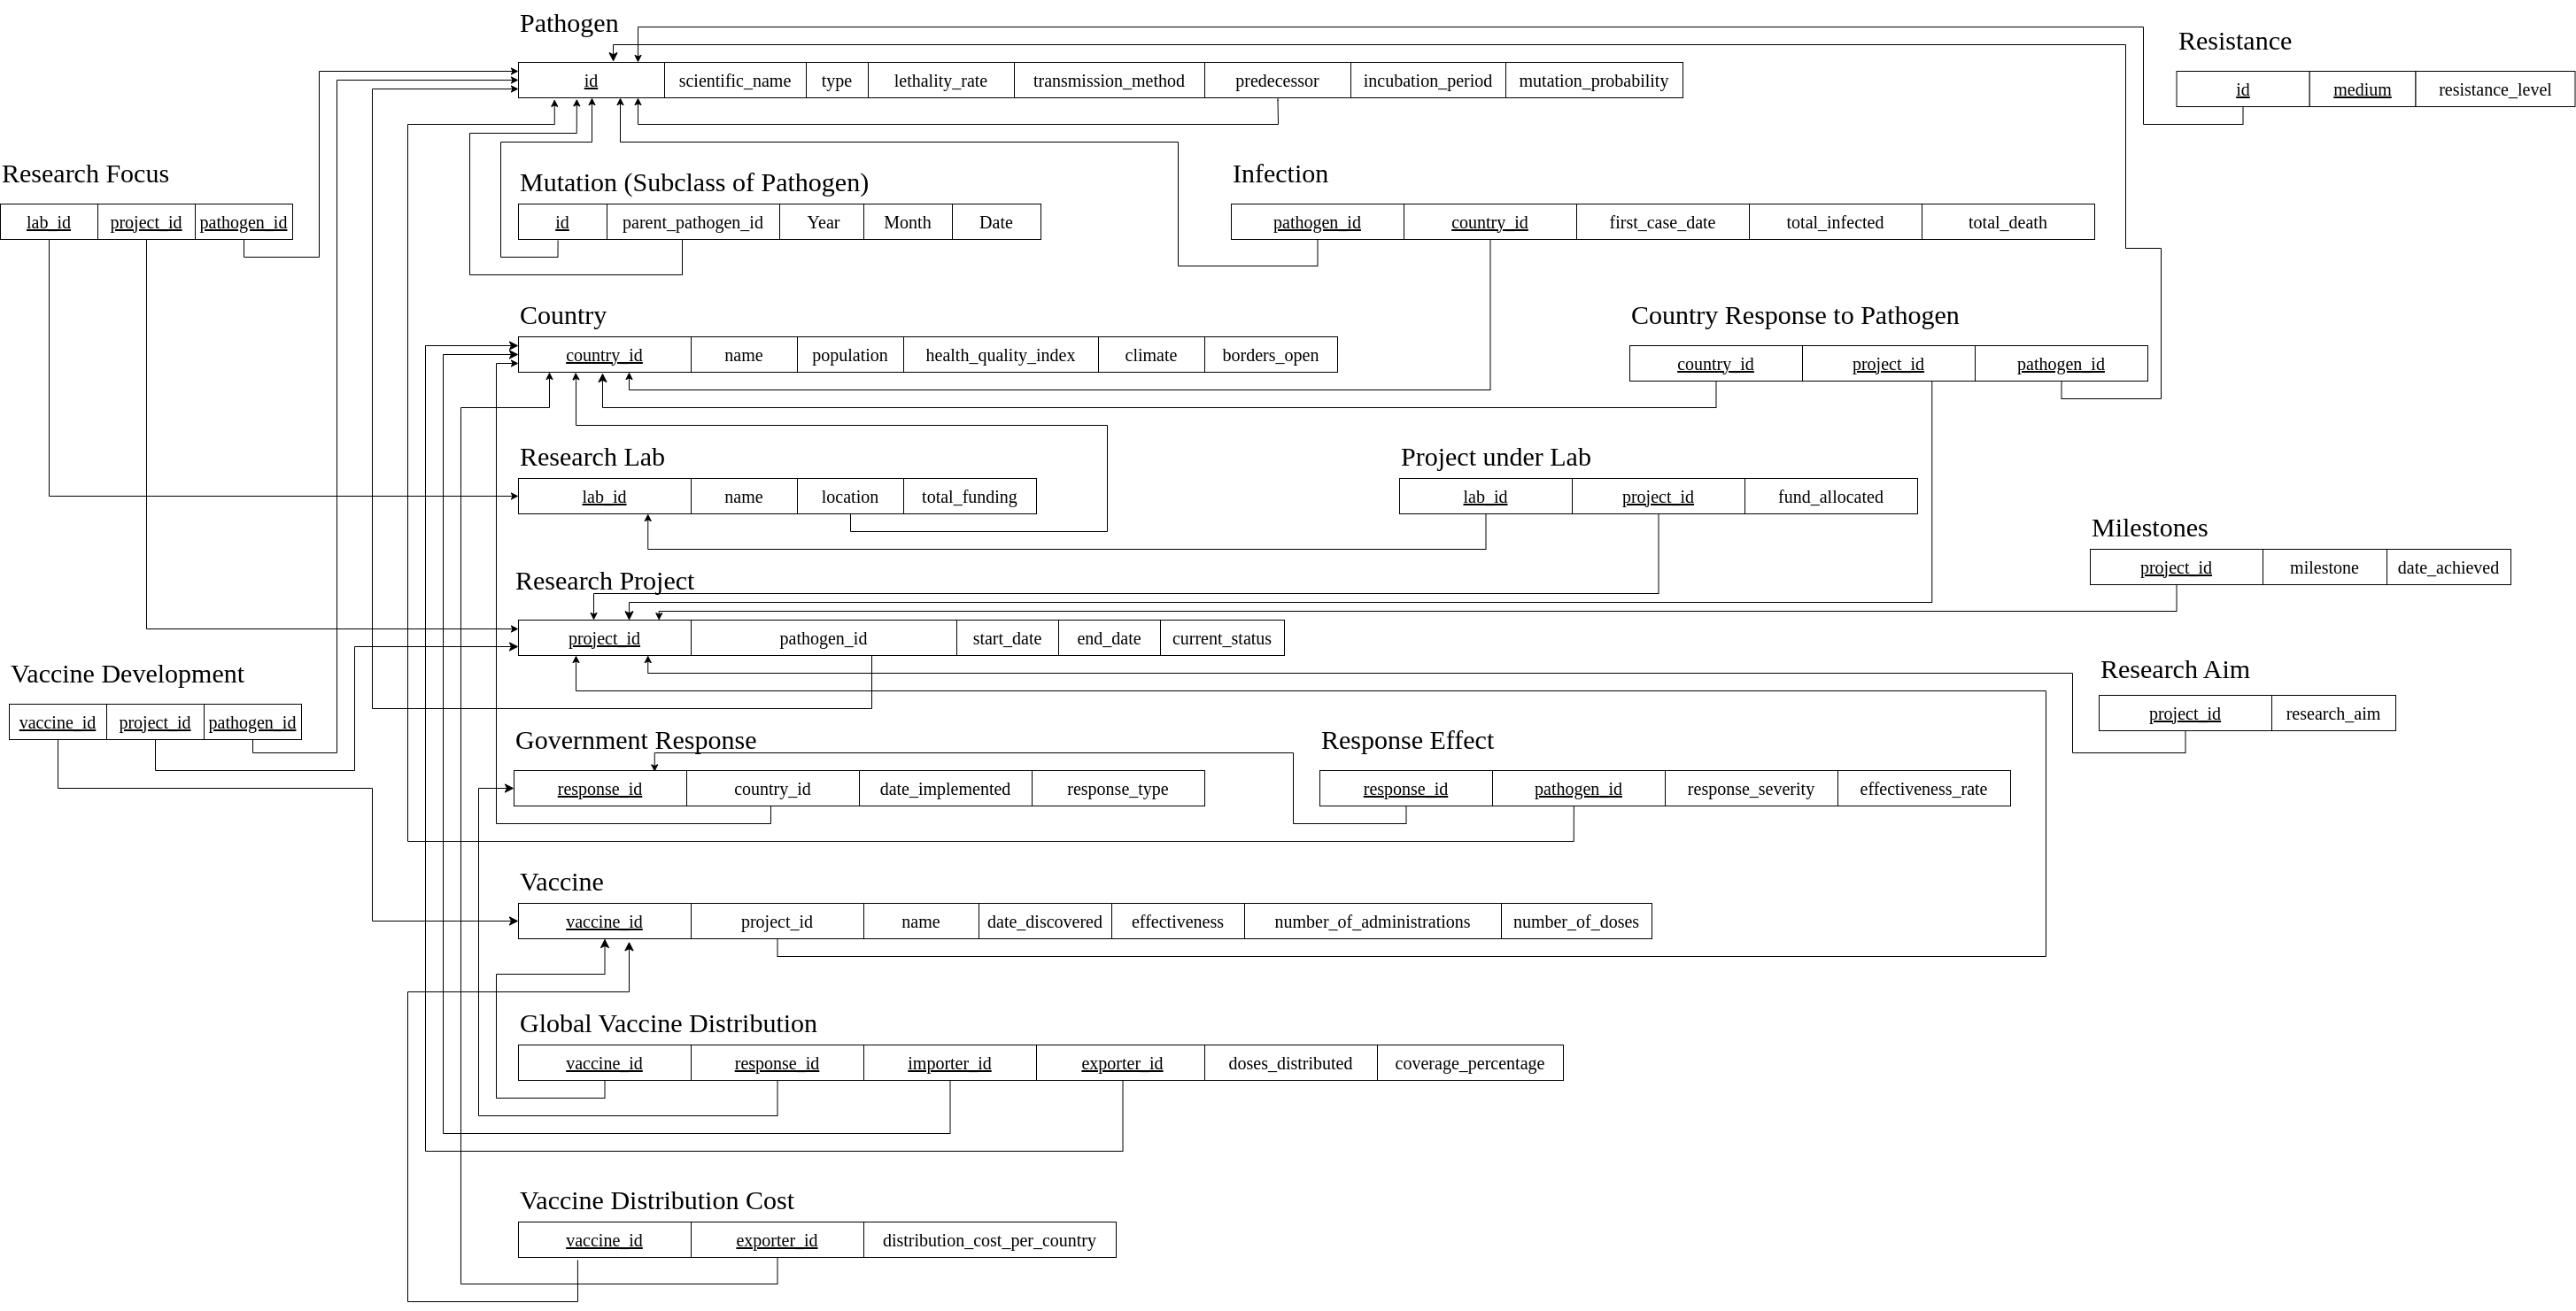 Pathogen
id scientific_name type lethality_rate transmission_method predecessor incubation_period mutation_probability
Resistance
id medium resistance_level
Research Focus
lab_id project_id pathogen_id
Mutation (Subclass of Pathogen)
id parent_pathogen_id Year Month Date
Infection
pathogen_id country_id first_case_date total_infected total_death
Country
country_id name population health_quality_index climate borders_open
Country Response to Pathogen
country_id project_id pathogen_id
Research Lab
lab_id name location total_funding
Project under Lab
lab_id project_id fund_allocated
Milestones
project_id milestone date_achieved
Research Project
project_id pathogen_id start_date end_date current_status
Vaccine Development
vaccine_id project_id pathogen_id
Research Aim
project_id research_aim
Government Response
response_id country_id date_implemented response_type
Response Effect
response_id pathogen_id response_severity effectiveness_rate
Vaccine
vaccine_id project_id name date_discovered effectiveness number_of_administrations number_of_doses
Global Vaccine Distribution
vaccine_id response_id importer_id exporter_id doses_distributed coverage_percentage
Vaccine Distribution Cost
vaccine_id exporter_id distribution_cost_per_country